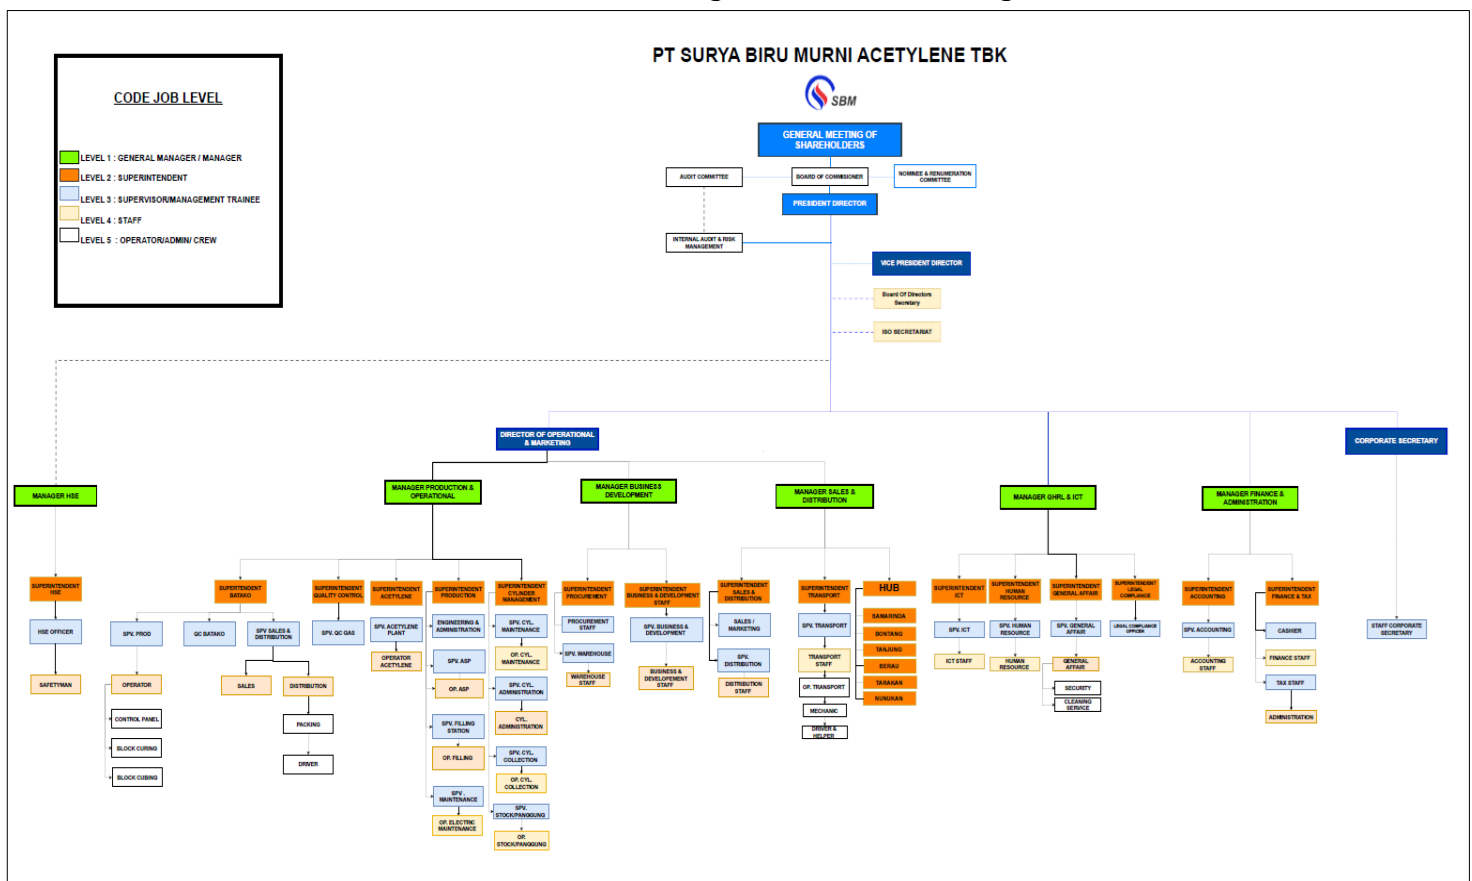 PT SURYA BIRU MURNI ACETYLENE TBK
SBM
CODE JOB LEVEL
LEVEL 1 : GENERAL MANAGER / MANAGER
LEVEL 2 : SUPERINTENDENT
LEVEL 3 : SUPERVISOR/MANAGEMENT TRAINEE
LEVEL 4 : STAFF
LEVEL 5 : OPERATOR/ADMIN/ CREW
GENERAL MEETING OF
SHAREHOLDERS
AUDIT COMMITTEE
BOARD OF COMMISIONER
NOMINEE & RENUMERATION
COMMITTEE
PRESIDENT DIRECTOR
INTERNAL AUDIT & RISK
MANAGEMENT
VICE PRESIDENT DIRECTOR
Board Of Directors
Secretary
ISO SECRETARIAT
DIRECTOR OF OPERATIONAL
& MARKETING
CORPORATE SECRETARY
MANAGER HSE
MANAGER PRODUCTION &
OPERATIONAL
MANAGER BUSINESS
DEVELOPMENT
MANAGER SALES &
DISTRIBUTION
MANAGER GHRL & ICT
MANAGER FINANCE &
ADMINISTRATION
SUPERINTENDENT
HSE
HSE OFFICER
SAFETYMAN
SUPERINTENDENT
BATAKO
SPV. PROD
QC BATAKO
SPV SALES &
DISTRIBUTION
OPERATOR
SALES
DISTRIBUTION
CONTROL PANEL
BLOCK CURING
BLOCK CUBING
PACKING
DRIVER
SUPERINTENDENT
QUALITY CONTROL
SPV. QC GAS
SUPERINTENDENT
ACETYLENE
SPV. ACETYLENE
PLANT
OPERATOR
ACETYLENE
SUPERINTENDENT
PRODUCTION
ENGINEERING &
ADMINISTRATION
SPV. ASP
OP. ASP
SPV. FILLING
STATION
OP. FILLING
SPV .
MAINTENANCE
OP. ELECTRIC
MAINTENANCE
SUPERINTENDENT
CYLINDER
MANAGEMENT
SPV. CYL.
MAINTENANCE
OP. CYL.
MAINTENANCE
SPV. CYL.
ADMINISTRATION
CYL.
ADMINISTRATION
SPV. CYL.
COLLECTION
OP. CYL.
COLLECTION
SPV.
STOCK/PANGGUNG
OP.
STOCK/PANGGUNG
SUPERINTENDENT
PROCUREMENT
PROCUREMENT
STAFF
SPV. WAREHOUSE
WAREHOUSE
STAFF
SUPERINTENDENT
BUSINESS & DEVELOPMENT
STAFF
SPV. BUSINESS &
DEVELOPMENT
BUSINESS &
DEVELOPEMENT
STAFF
SUPERINTENDENT
SALES &
DISTRIBUTION
SALES /
MARKETING
SPV.
DISTRIBUTION
DISTRIBUTION
STAFF
SUPERINTENDENT
TRANSPORT
SPV. TRANSPORT
TRANSPORT
STAFF
OP. TRANSPORT
MECHANIC
DRIVER &
HELPER
HUB
SAMARINDA
BONTANG
TANJUNG
BERAU
TARAKAN
NUNUKAN
SUPERINTENDENT
ICT
SPV. ICT
ICT STAFF
SUPERINTENDENT
HUMAN
RESOURCE
SPV. HUMAN
RESOURCE
HUMAN
RESOURCE
SUPERINTENDENT
GENERAL AFFAIR
SPV. GENERAL
AFFAIR
GENERAL
AFFAIR
SECURITY
CLEANING
SERVICE
SUPERINTENDENT
LEGAL
COMPLIANCE
LEGAL COMPLIANCE
OFFICER
SUPERINTENDENT
ACCOUNTING
SPV. ACCOUNTING
ACCOUNTING
STAFF
SUPERINTENDENT
FINANCE & TAX
CASHIER
FINANCE STAFF
TAX STAFF
ADMINISTRATION
STAFF CORPORATE
SECRETARY